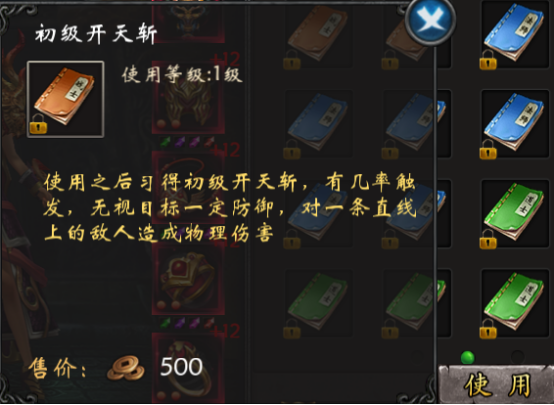 初级开天斩
使用等级:1级
使用之后习得初级开天斩，有几率触
发，无视目标一定防御，对一条直线
上的敌人造成物理伤害
售价：
500
使用